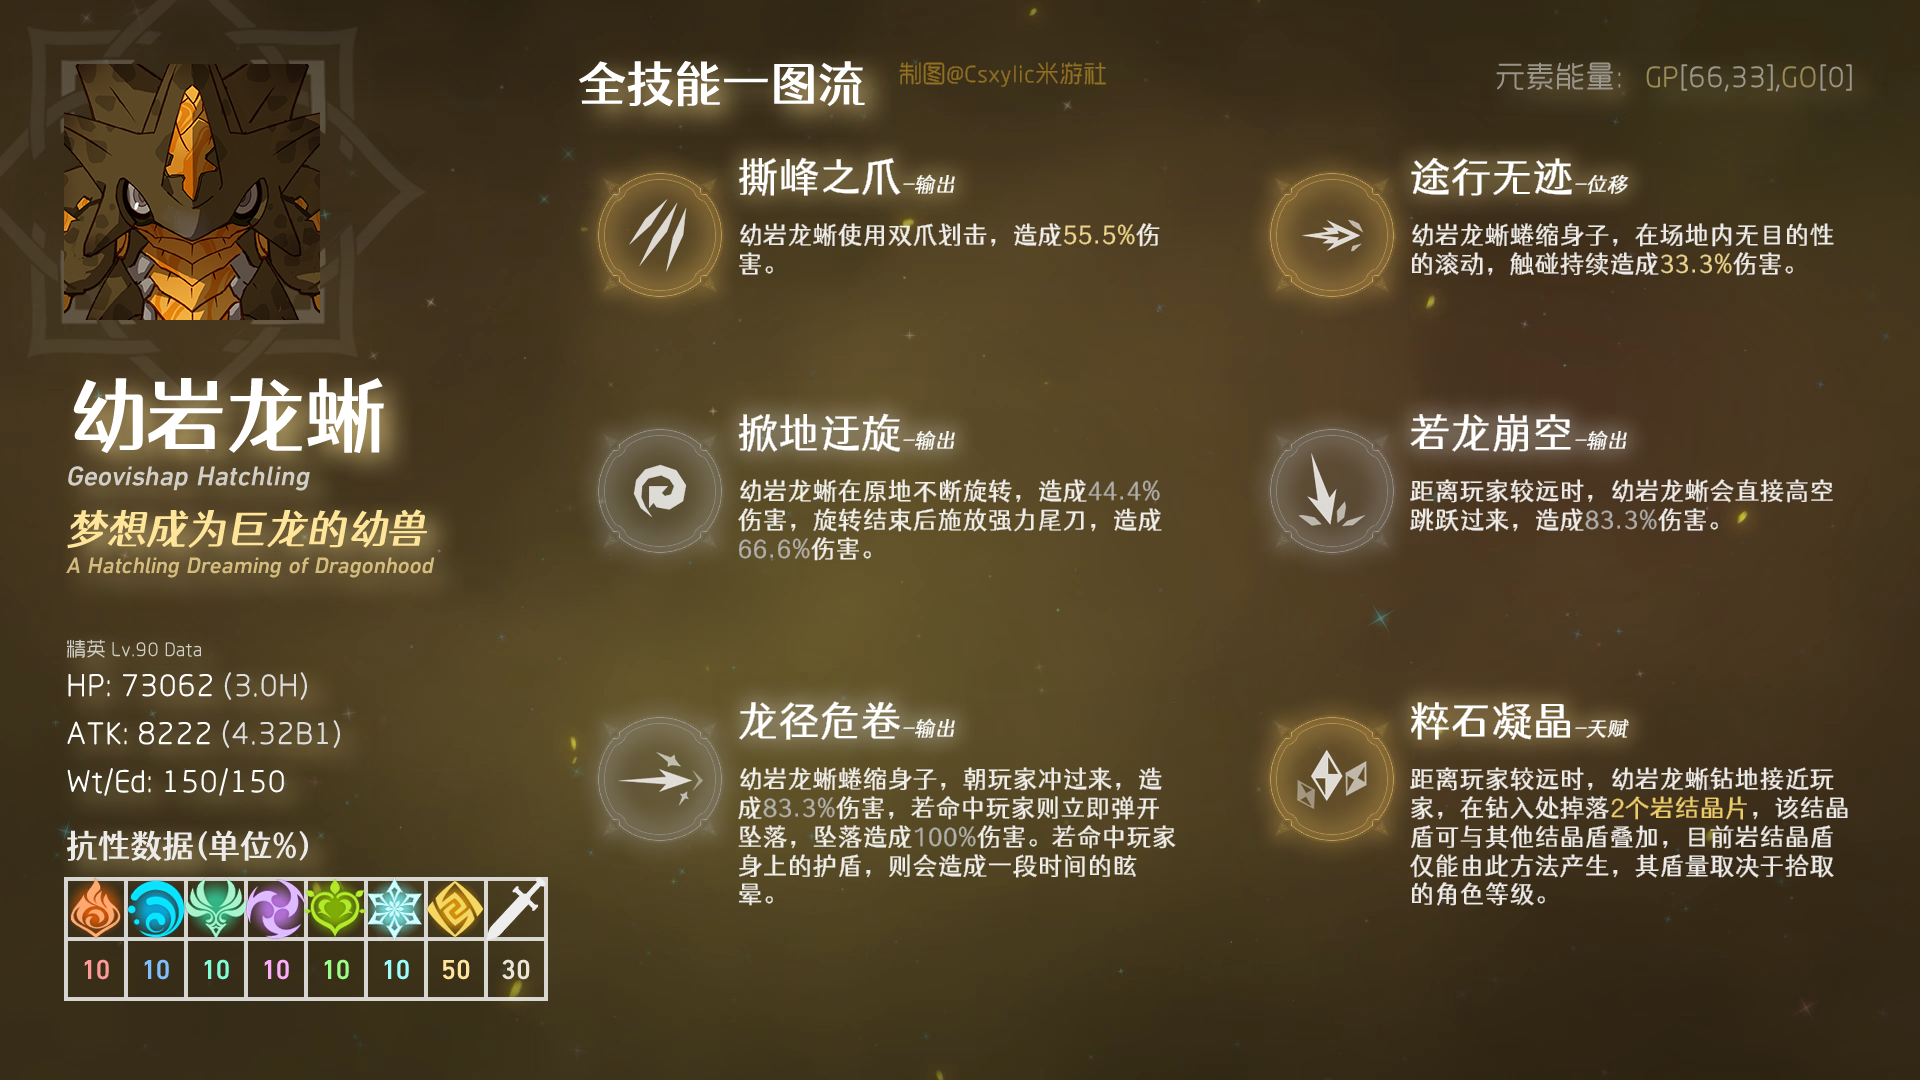 全技能一图流
制图@Csxylic米游社
元素能量: GP[66,33],GO[0]
幼岩龙蜥
Geovishap Hatchling
梦想成为巨龙的幼兽
A Hatchling Dreaming of Dragonhood
精英 Lv.90 Data
HP: 73062 (3.0H)
ATK: 8222 (4.32B1)
Wt/Ed: 150/150
抗性数据(单位%)
10 10 10 10 10 10 50 30
撕峰之爪-输出
幼岩龙蜥使用双爪划击，造成55.5%伤
害。
途行无迹-位移
幼岩龙蜥蜷缩身子，在场地内无目的性
的滚动，触碰持续造成33.3%伤害。
掀地迂旋-输出
幼岩龙蜥在原地不断旋转，造成44.4%
伤害，旋转结束后施放强力尾刀，造成
66.6%伤害。
若龙崩空-输出
距离玩家较远时，幼岩龙蜥会直接高空
跳跃过来，造成83.3%伤害。
龙径危卷-输出
幼岩龙蜥蜷缩身子，朝玩家冲过来，造
成83.3%伤害，若命中玩家则立即弹开
坠落，坠落造成100%伤害。若命中玩家
身上的护盾，则会造成一段时间的眩
晕。
粹石凝晶-天赋
距离玩家较远时，幼岩龙蜥钻地接近玩
家，在钻入处掉落2个岩结晶片，该结晶
盾可与其他结晶盾叠加，目前岩结晶盾
仅能由此方法产生，其盾量取决于拾取
的角色等级。